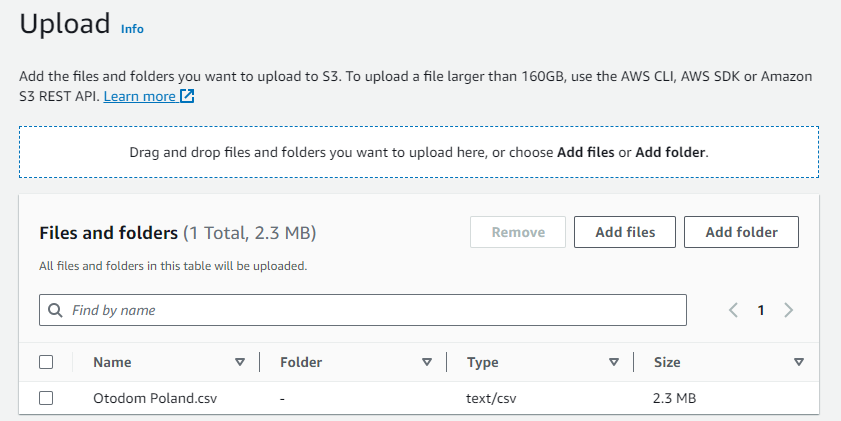 Upload Info
Add the files and folders you want to upload to S3. To upload a file larger than 160GB, use the AWS CLI, AWS SDK or Amazon
S3 REST API. Learn more
Drag and drop files and folders you want to upload here, or choose Add files or Add folder.
Files and folders (1 Total, 2.3 MB) Remove Add files Add folder
All files and folders in this table will be uploaded.
Find by name 1
Name Folder Type Size
Otodom Poland.csv - text/csv 2.3 MB